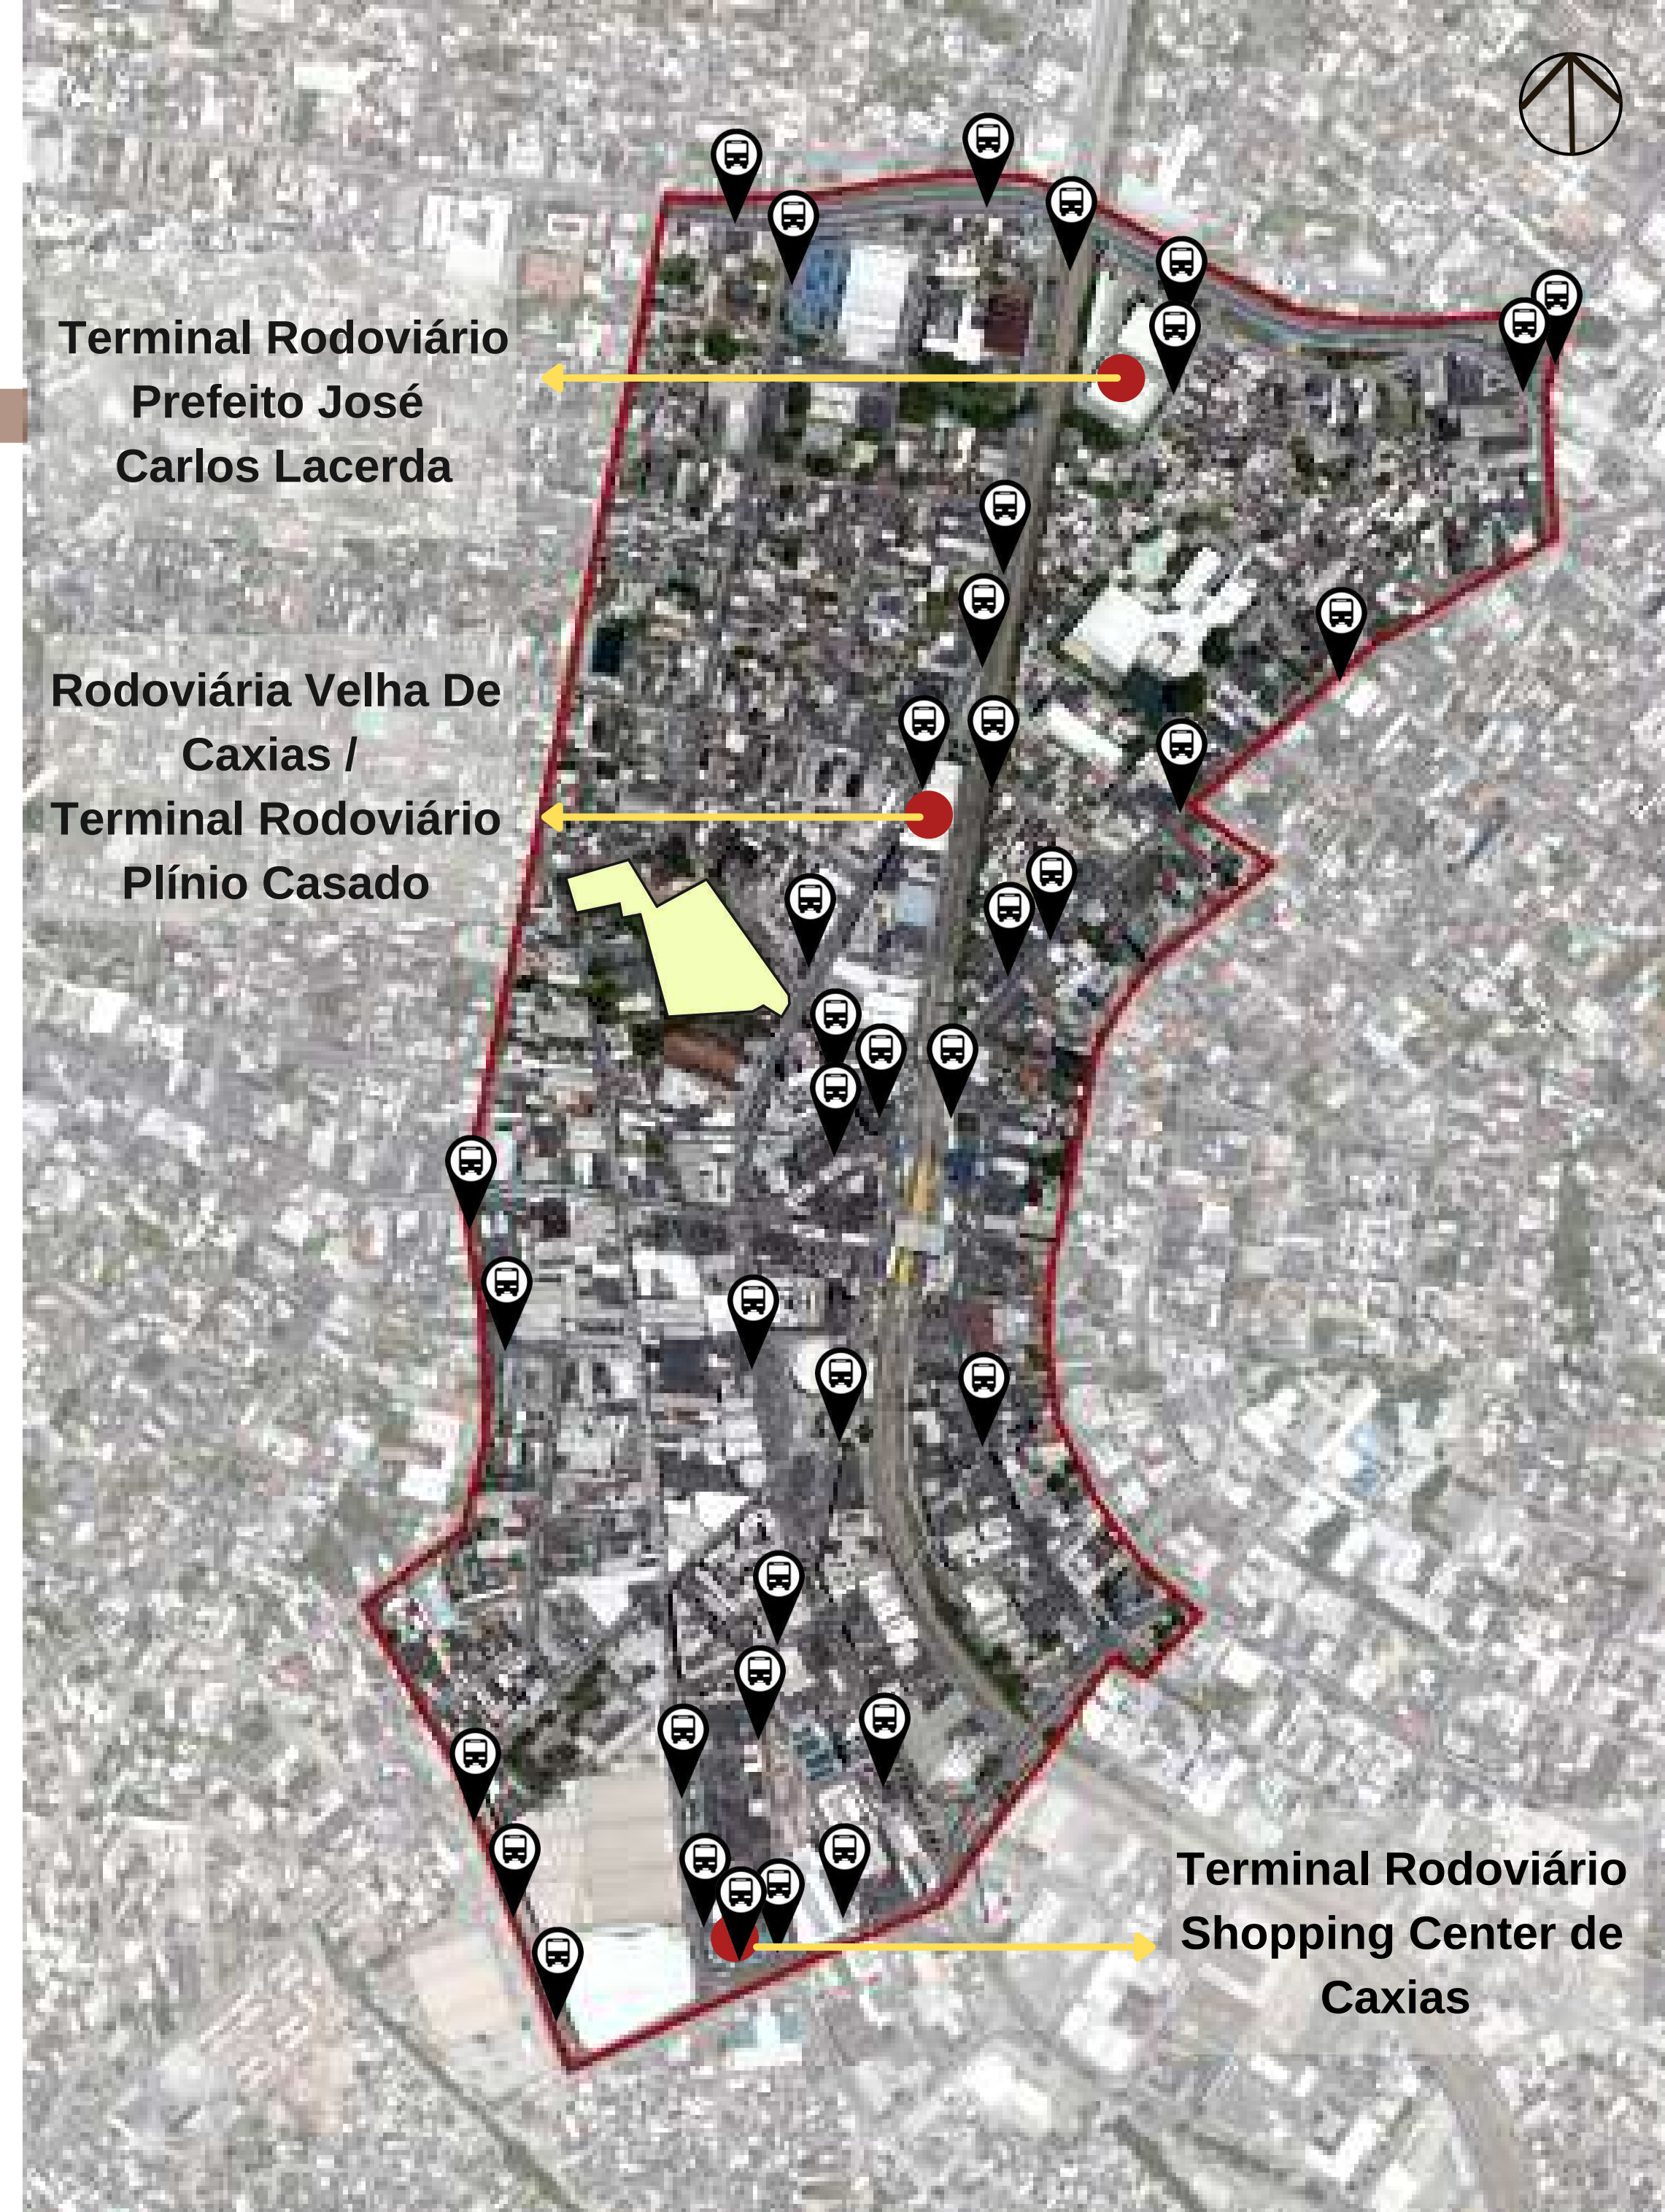 Terminal Rodoviário
Prefeito José
Carlos Lacerda
Rodoviária Velha De
Caxias /
Terminal Rodoviário
Plínio Casado
Terminal Rodoviário
Shopping Center de
Caxias